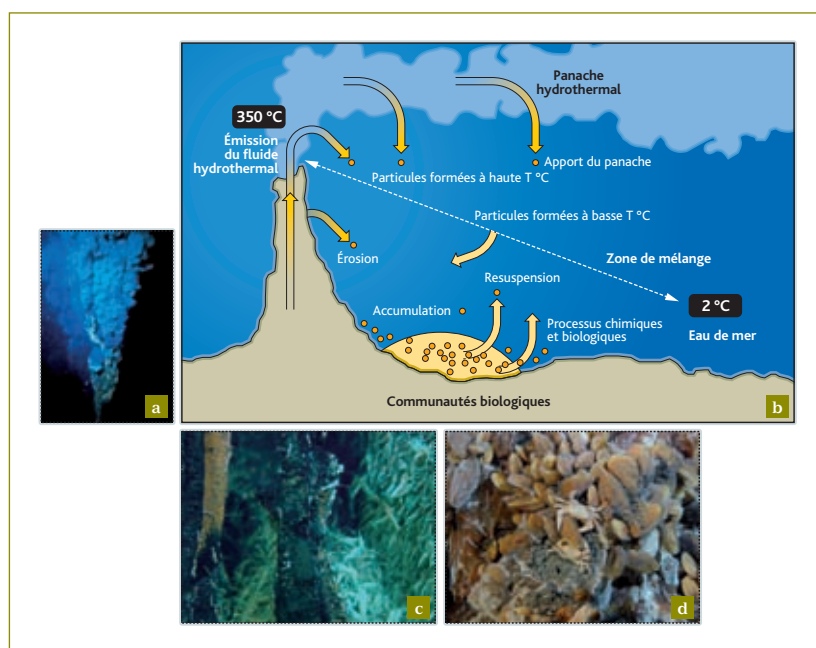 Panache
hydrothermal
350 °C
Émission
du fluide
hydrothermal
Particules formées à haute T °C
Apport du panache
Particules formées à basse T °C
Érosion
Zone de mélange
Resuspension
2 °C
Accumulation
Processus chimiques
et biologiques
Eau de mer
Communautés biologiques
a
b
c
d